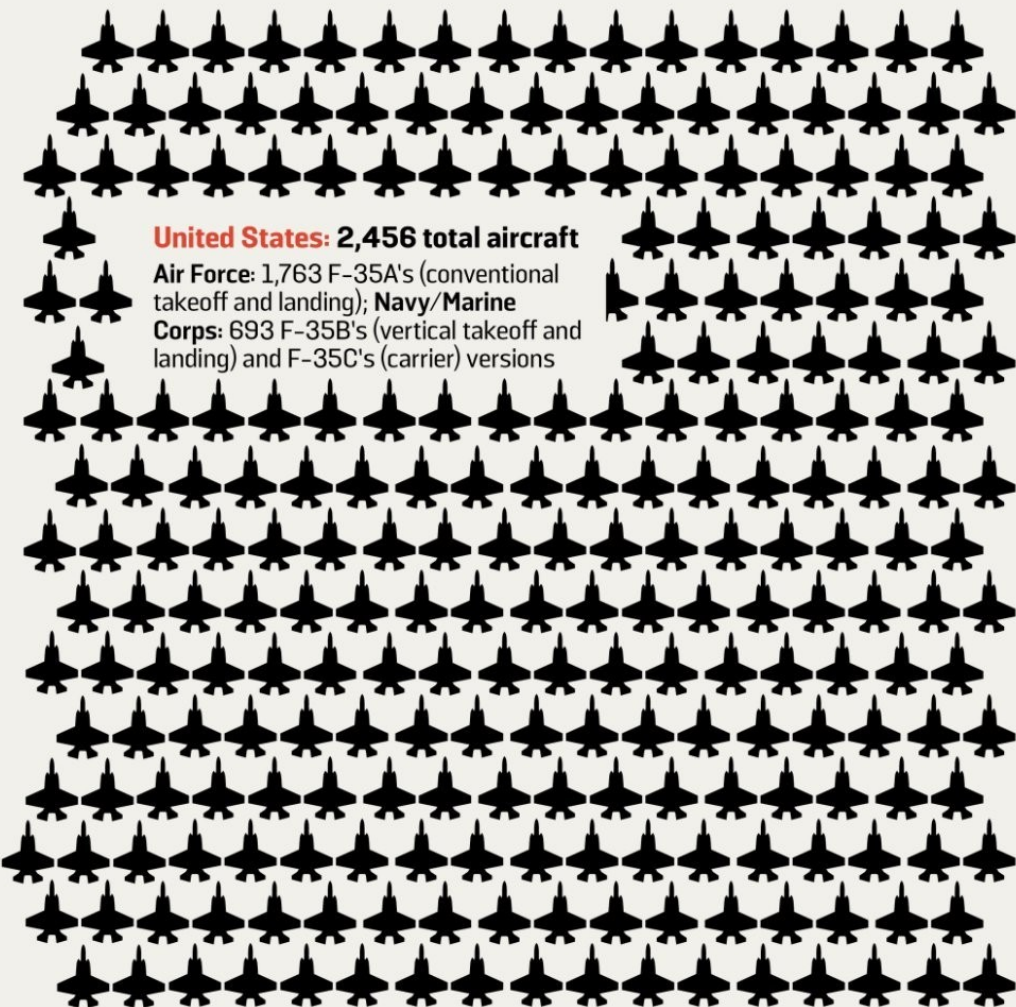 United States: 2,456 total aircraft
Air Force: 1,763 F-35A's (conventional
takeoff and landing); Navy/Marine
Corps: 693 F-35B's (vertical takeoff and
landing) and F-35C's (carrier) versions